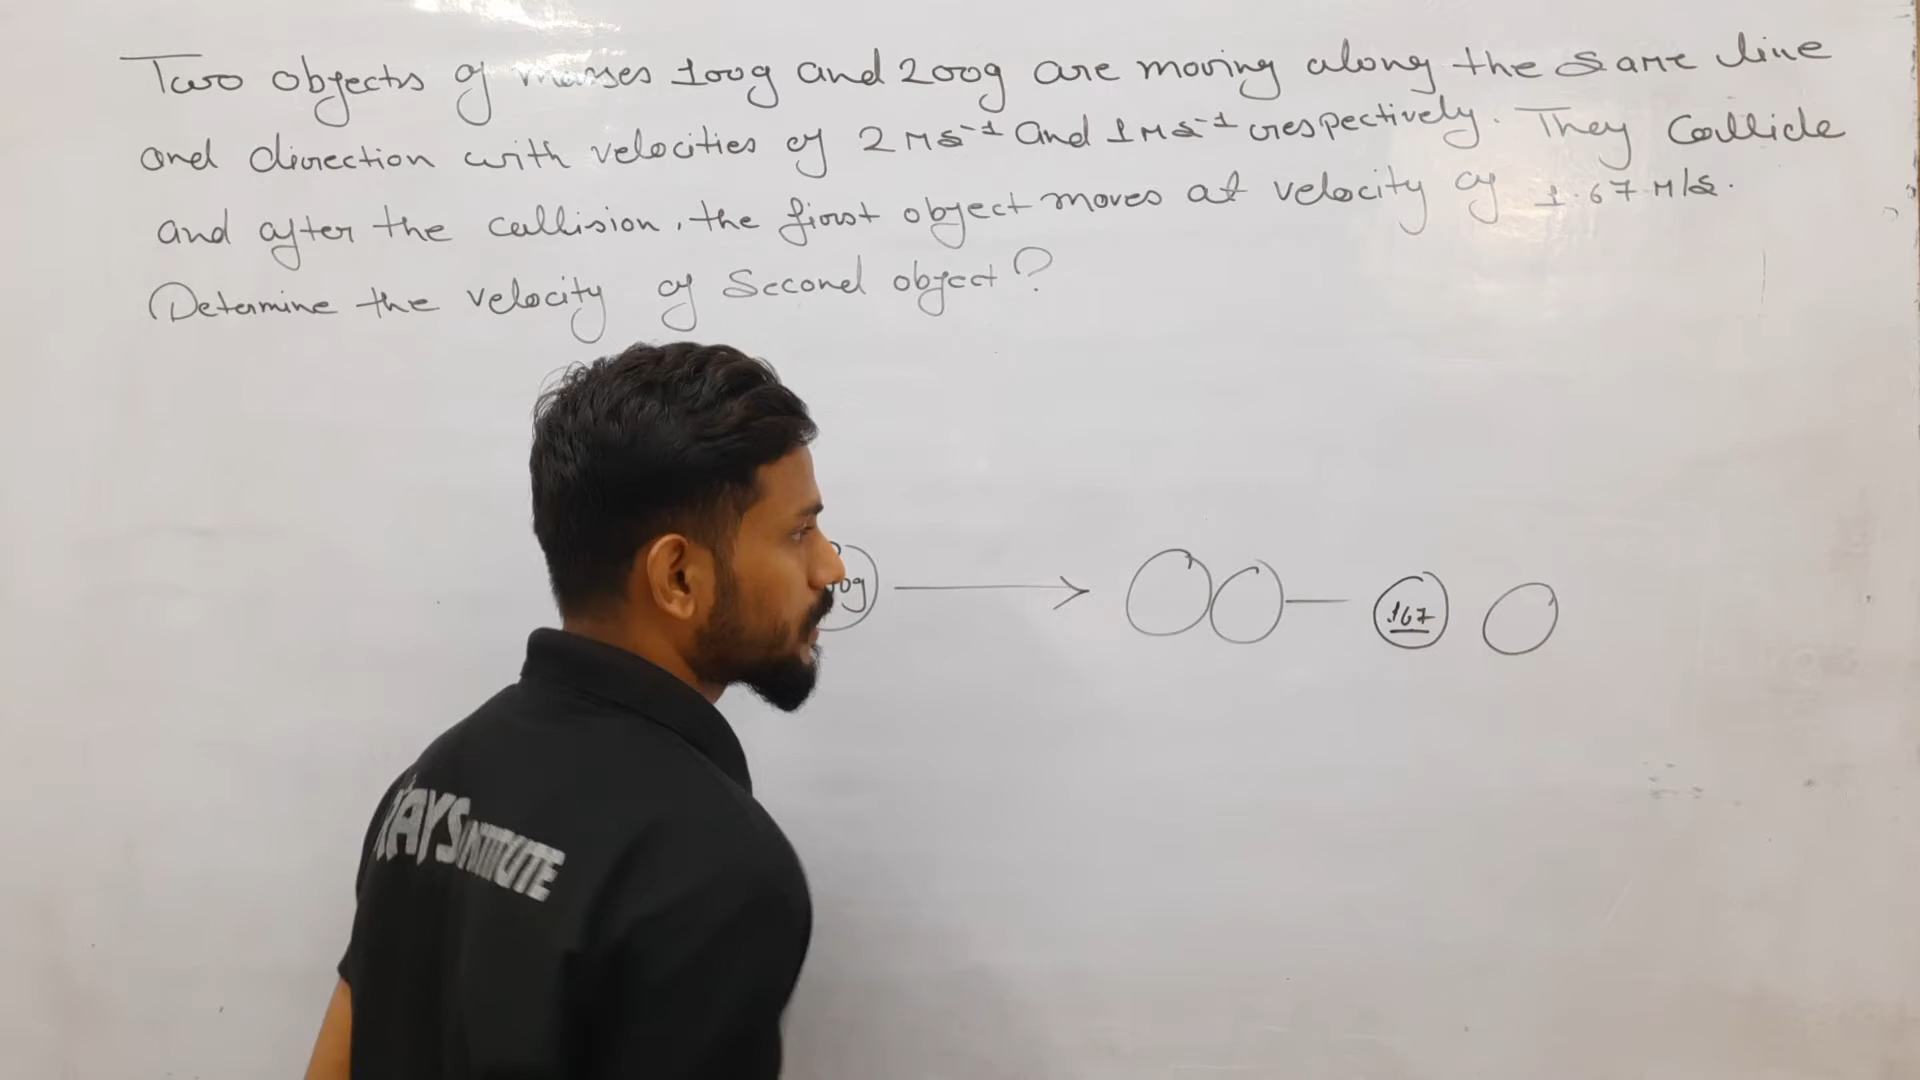 Two objects of masses 100g and 200g are moving along the same line
and direction with velocities of 2 ms⁻¹ and 1 ms⁻¹ respectively. They Collide
and after the collision, the first object moves at velocity of 1.67 M/s.
Determine the velocity of Second object?
167
INSTITUTE